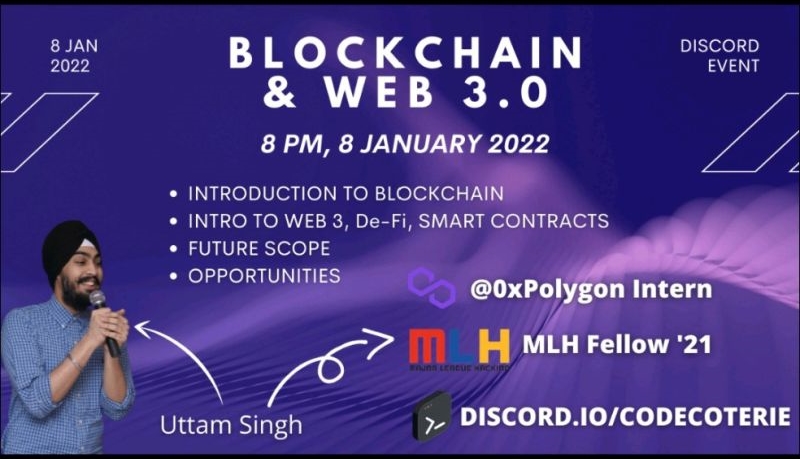 8 JAN
2022
BLOCKCHAIN
& WEB 3.0
DISCORD
EVENT
8 PM, 8 JANUARY 2022
• INTRODUCTION TO BLOCKCHAIN
• INTRO TO WEB 3, De-Fi, SMART CONTRACTS
• FUTURE SCOPE
• OPPORTUNITIES
@0xPolygon Intern
MLH
MAJOR LEAGUE HACKING
MLH Fellow '21
Uttam Singh
DISCORD.IO/CODECOTERIE